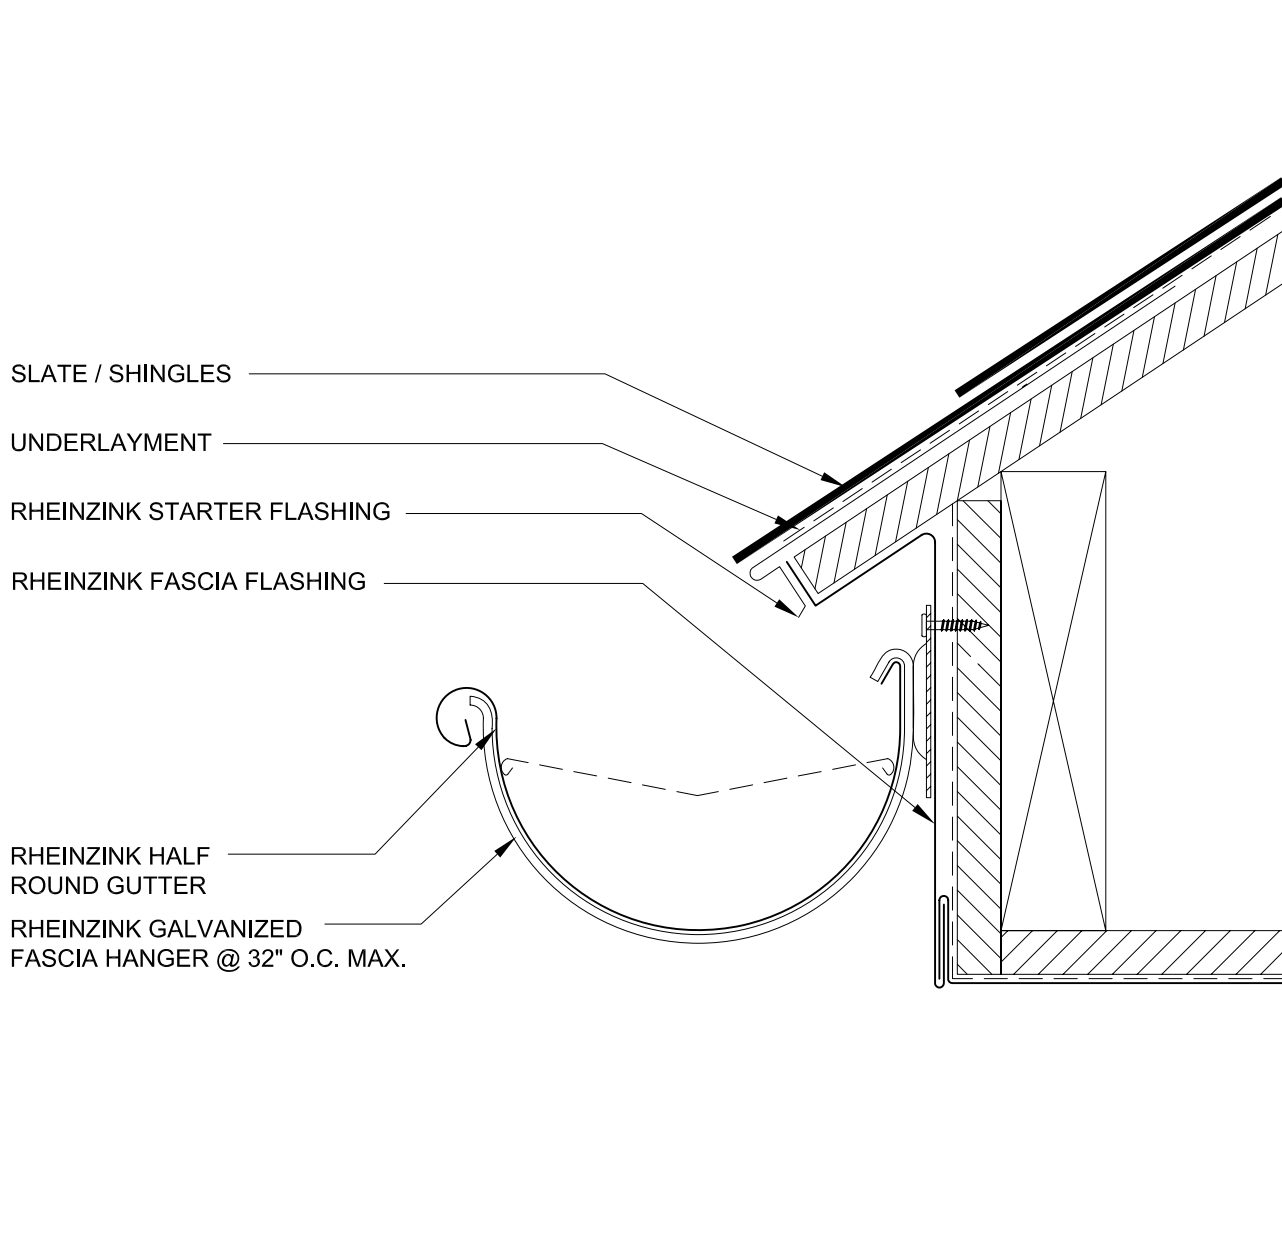 SLATE / SHINGLES
UNDERLAYMENT
RHEINZINK STARTER FLASHING
RHEINZINK FASCIA FLASHING
RHEINZINK HALF
ROUND GUTTER
RHEINZINK GALVANIZED
FASCIA HANGER @ 32" O.C. MAX.